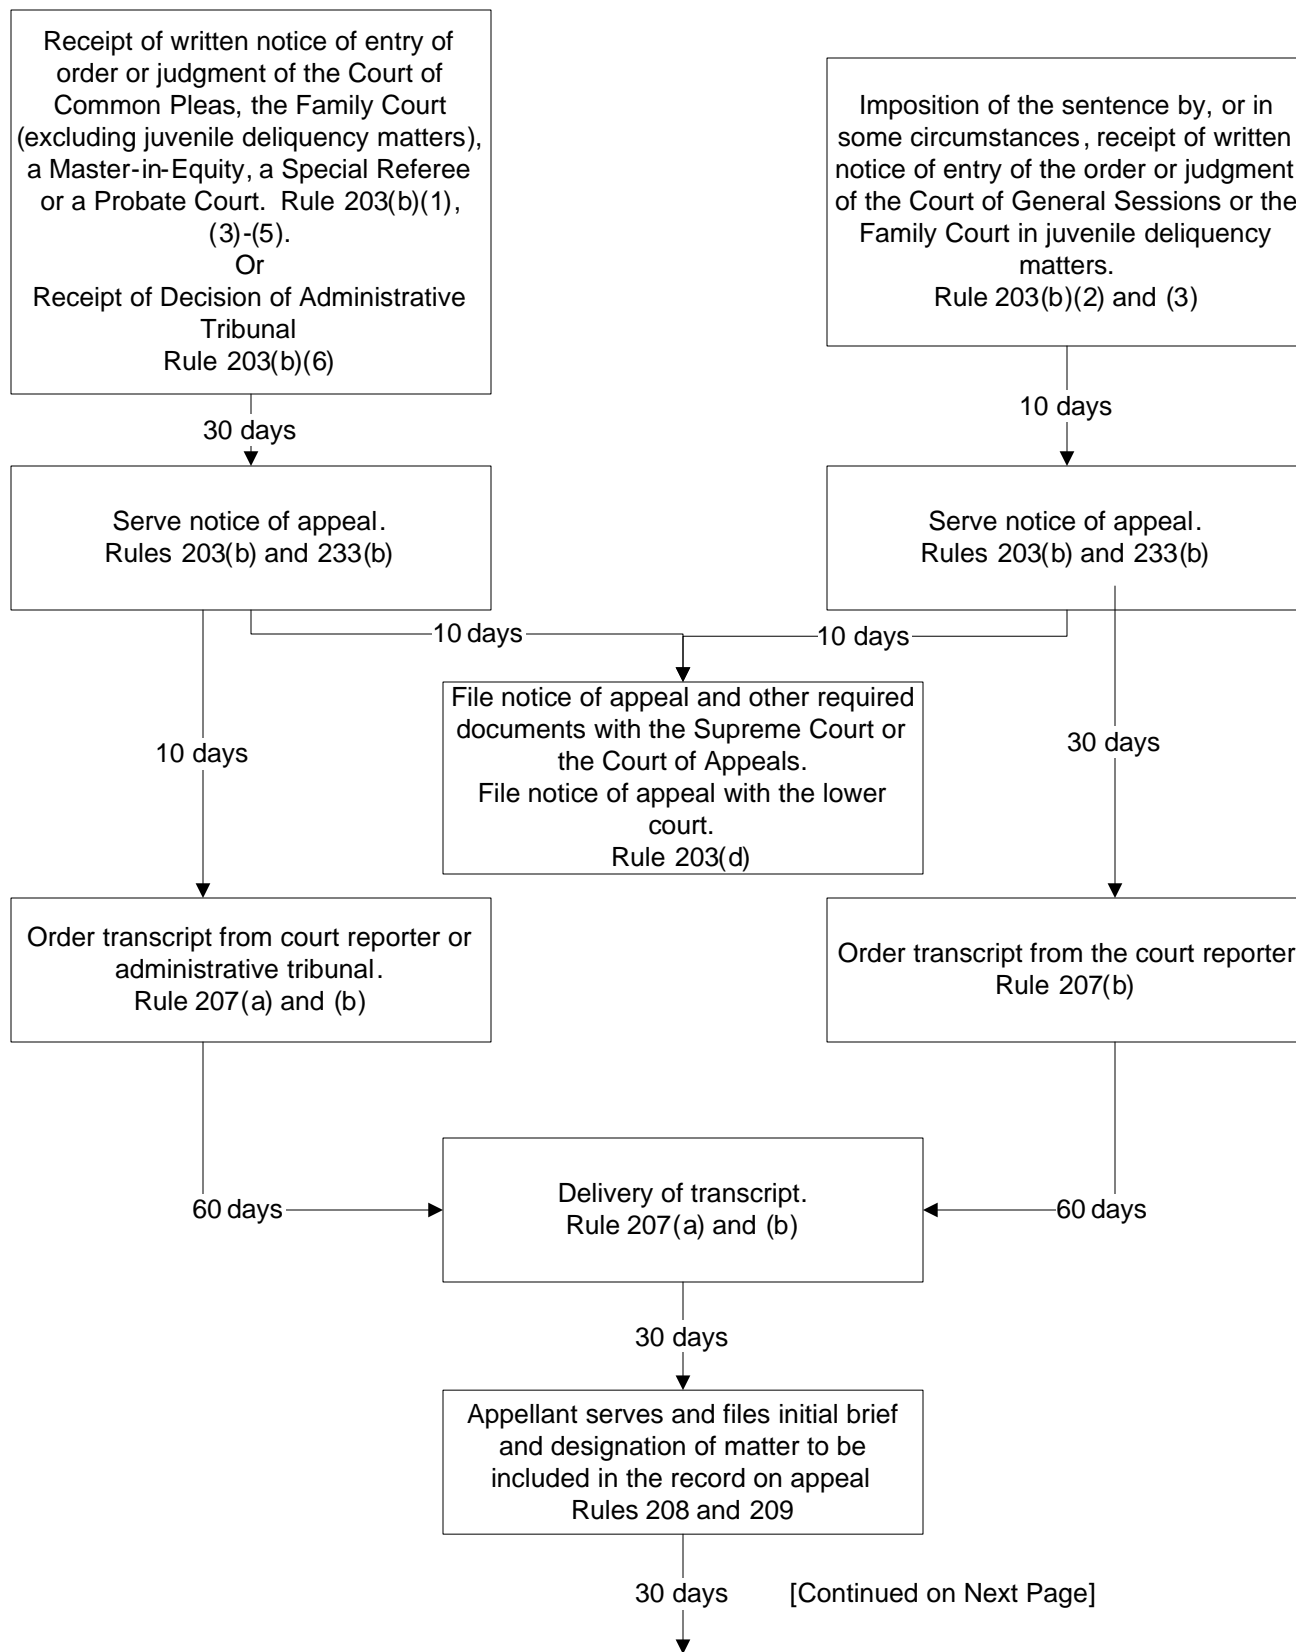 Receipt of written notice of entry of
order or judgment of the Court of
Common Pleas, the Family Court
(excluding juvenile deliquency matters),
a Master-in-Equity, a Special Referee
or a Probate Court. Rule 203(b)(1),
(3)-(5).
Or
Receipt of Decision of Administrative
Tribunal
Rule 203(b)(6)
Imposition of the sentence by, or in
some circumstances, receipt of written
notice of entry of the order or judgment
of the Court of General Sessions or the
Family Court in juvenile deliquency
matters.
Rule 203(b)(2) and (3)
30 days
10 days
Serve notice of appeal.
Rules 203(b) and 233(b)
Serve notice of appeal.
Rules 203(b) and 233(b)
10 days
10 days
10 days
File notice of appeal and other required
documents with the Supreme Court or
the Court of Appeals.
File notice of appeal with the lower
court.
Rule 203(d)
30 days
Order transcript from court reporter or
administrative tribunal.
Rule 207(a) and (b)
Order transcript from the court reporter
Rule 207(b)
60 days
Delivery of transcript.
Rule 207(a) and (b)
60 days
30 days
Appellant serves and files initial brief
and designation of matter to be
included in the record on appeal
Rules 208 and 209
30 days
[Continued on Next Page]